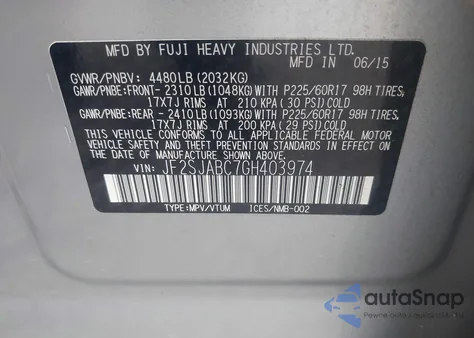 MFD BY FUJI HEAVY INDUSTRIES LTD.
IN 06/15
GVWR/PNBV: 4480LB (2032KG)
GAWR/PNBE:FRONT- 2310LB (1048KG)WITH P225/60R17 98H TIRES,
17X7J RIMS AT 210 KPA (30 PSI) COLD
GAWR/PNBE:REAR - 2410LB (1093KG)WITH P225/60R17 98H TIRES,
17X7J RIMS AT 200 KPA (29 PSI) COLD
THIS VEHICLE CONFORMS TO ALL APPLICABLE FEDERAL MOTOR
VEHICLE SAFETY STANDARDS IN EFFECT ON THE
DATE OF MANUFACTURE SHOWN ABOVE.
VIN: JF2SJABC7GH403974
TYPE:MPV/VTUM ICES/NMB-002
autoSnap
Pewne auto z USA